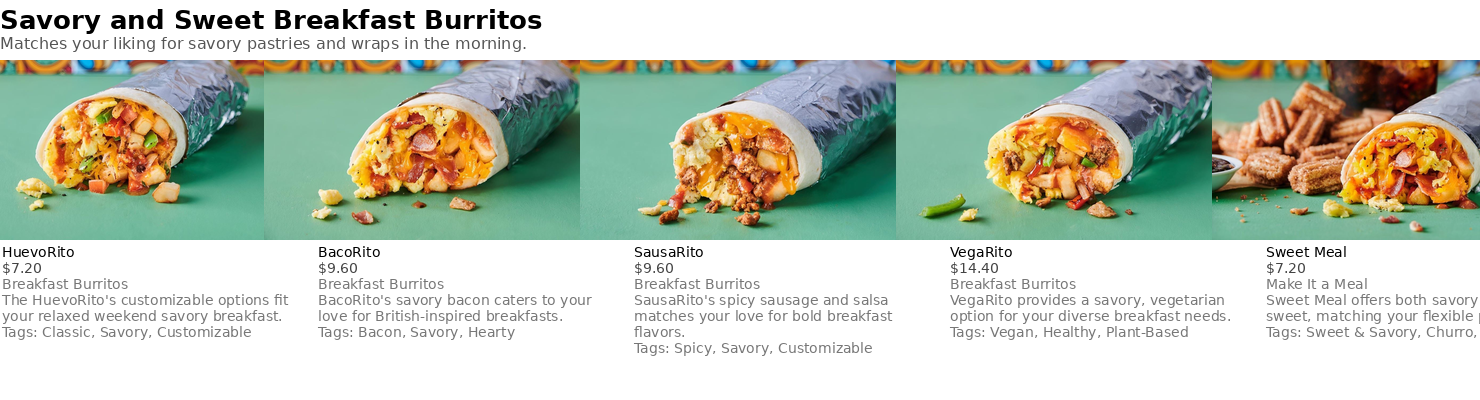 Savory and Sweet Breakfast Burritos
Matches your liking for savory pastries and wraps in the morning.
HuevoRito
$7.20
Breakfast Burritos
The HuevoRito's customizable options fit
your relaxed weekend savory breakfast.
Tags: Classic, Savory, Customizable
BacoRito
$9.60
Breakfast Burritos
BacoRito's savory bacon caters to your
love for British-inspired breakfasts.
Tags: Bacon, Savory, Hearty
SausaRito
$9.60
Breakfast Burritos
SausaRito's spicy sausage and salsa
matches your love for bold breakfast
flavors.
Tags: Spicy, Savory, Customizable
VegaRito
$14.40
Breakfast Burritos
VegaRito provides a savory, vegetarian
option for your diverse breakfast needs.
Tags: Vegan, Healthy, Plant-Based
Sweet Meal
$7.20
Make It a Meal
Sweet Meal offers both savory
sweet, matching your flexible
Tags: Sweet & Savory, Churro,